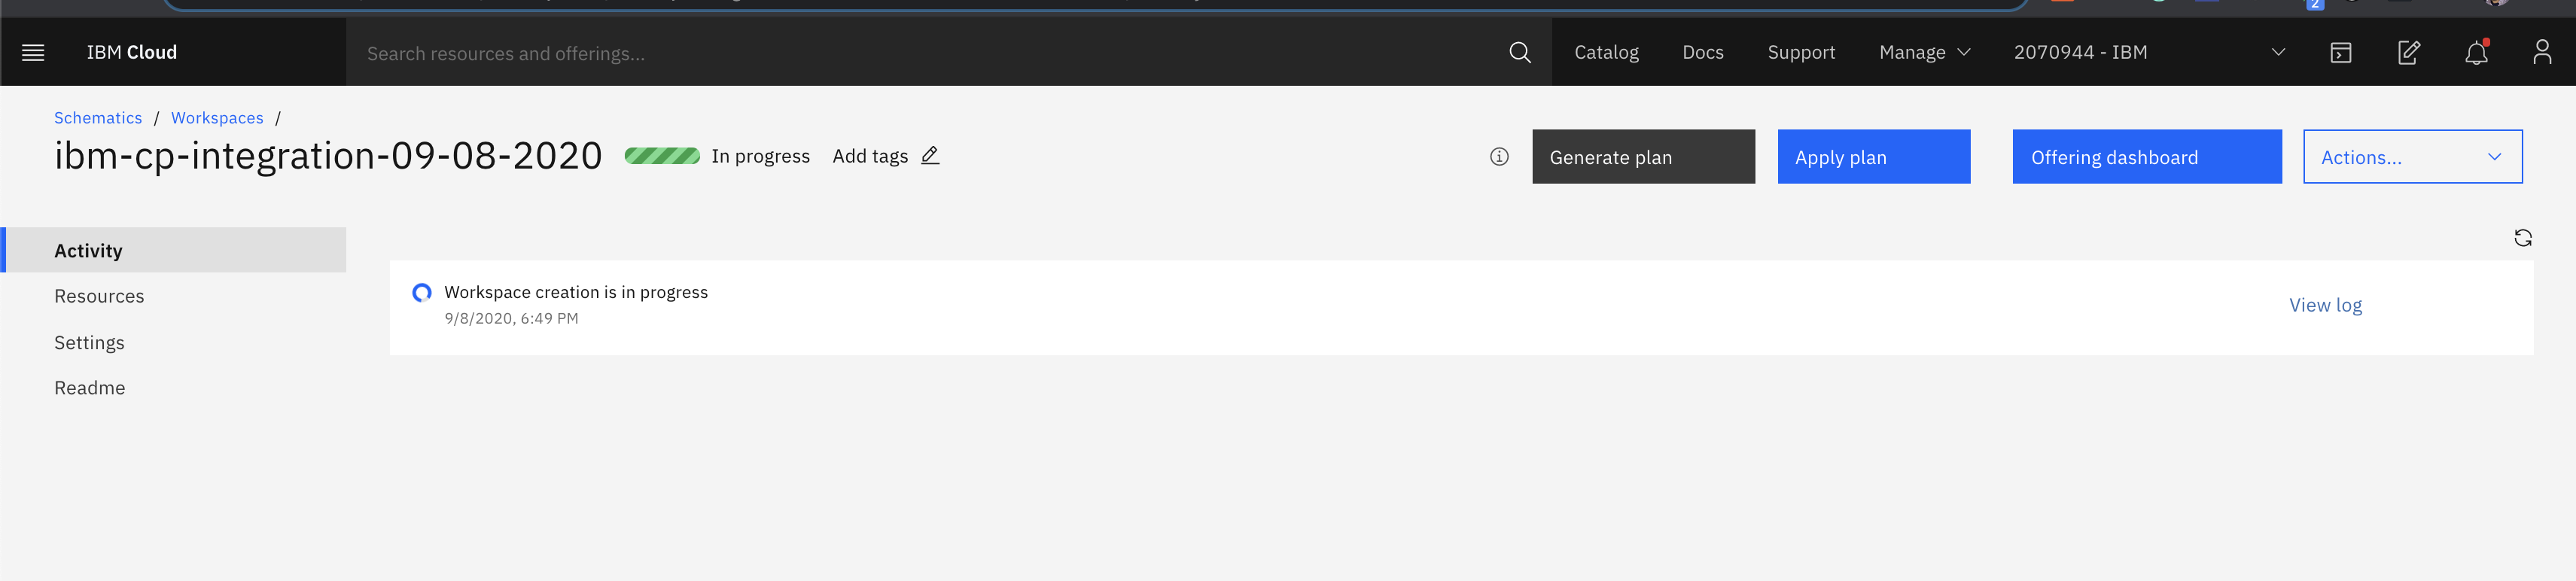 2
IBM Cloud
Search resources and offerings...
Catalog
Docs
Support
Manage
2070944 - IBM
Schematics / Workspaces /
ibm-cp-integration-09-08-2020
In progress
Add tags
Generate plan
Apply plan
Offering dashboard
Actions...
Activity
Resources
Settings
Readme
Workspace creation is in progress
9/8/2020, 6:49 PM
View log